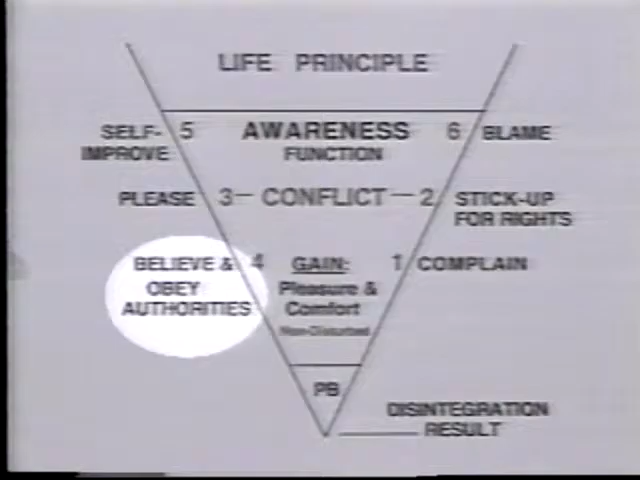 LIFE PRINCIPLE
SELF- 5 AWARENESS 6 BLAME
IMPROVE FUNCTION
PLEASE 3- CONFLICT -2 STICK-UP
FOR RIGHTS
BELIEVE & 4 GAIN: 1 COMPLAIN
OBEY Pleasure &
AUTHORITIES Comfort
Non-Disturbed
PB
DISINTEGRATION
RESULT